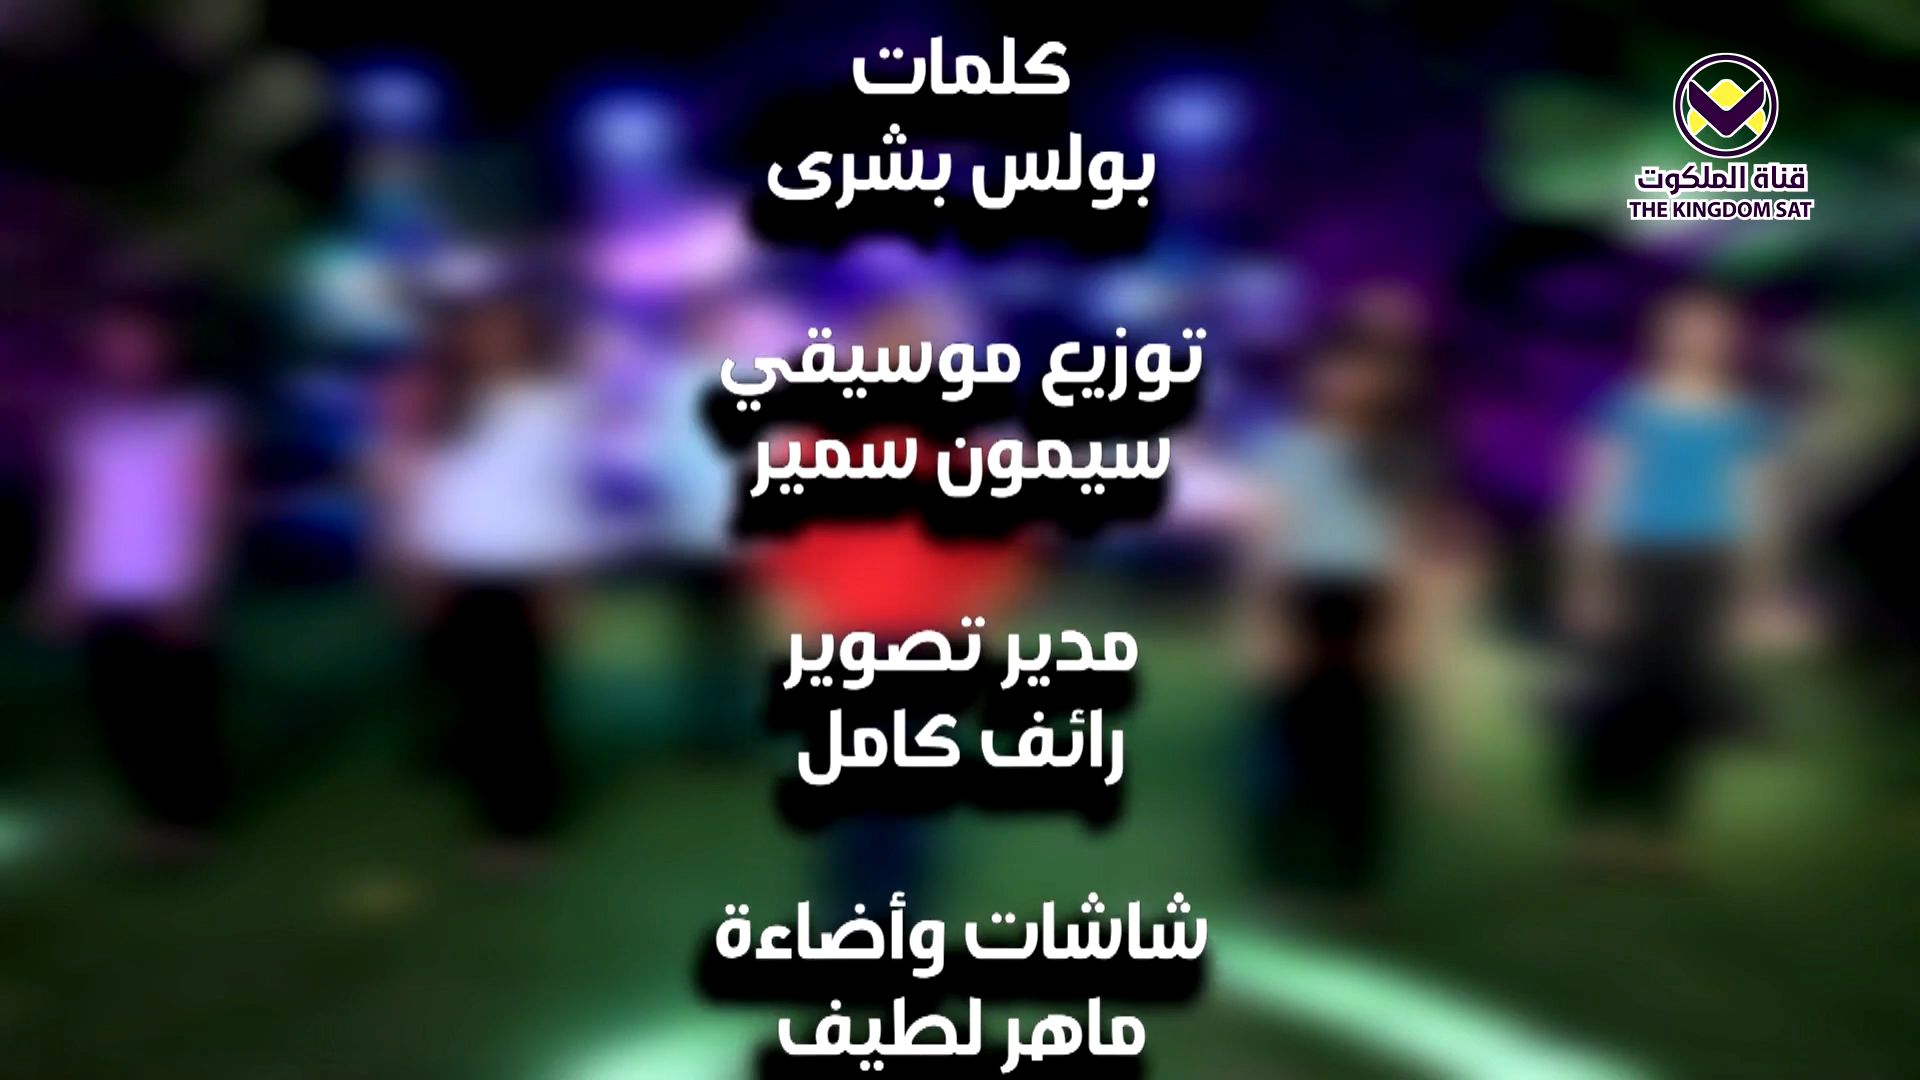 كلمات
بولس بشرى
توزيع موسيقي
سيمون سمير
مدير تصوير
رائف كامل
شاشات وأضاءة
ماهر لطيف
قناة الملكوت
THE KINGDOM SAT